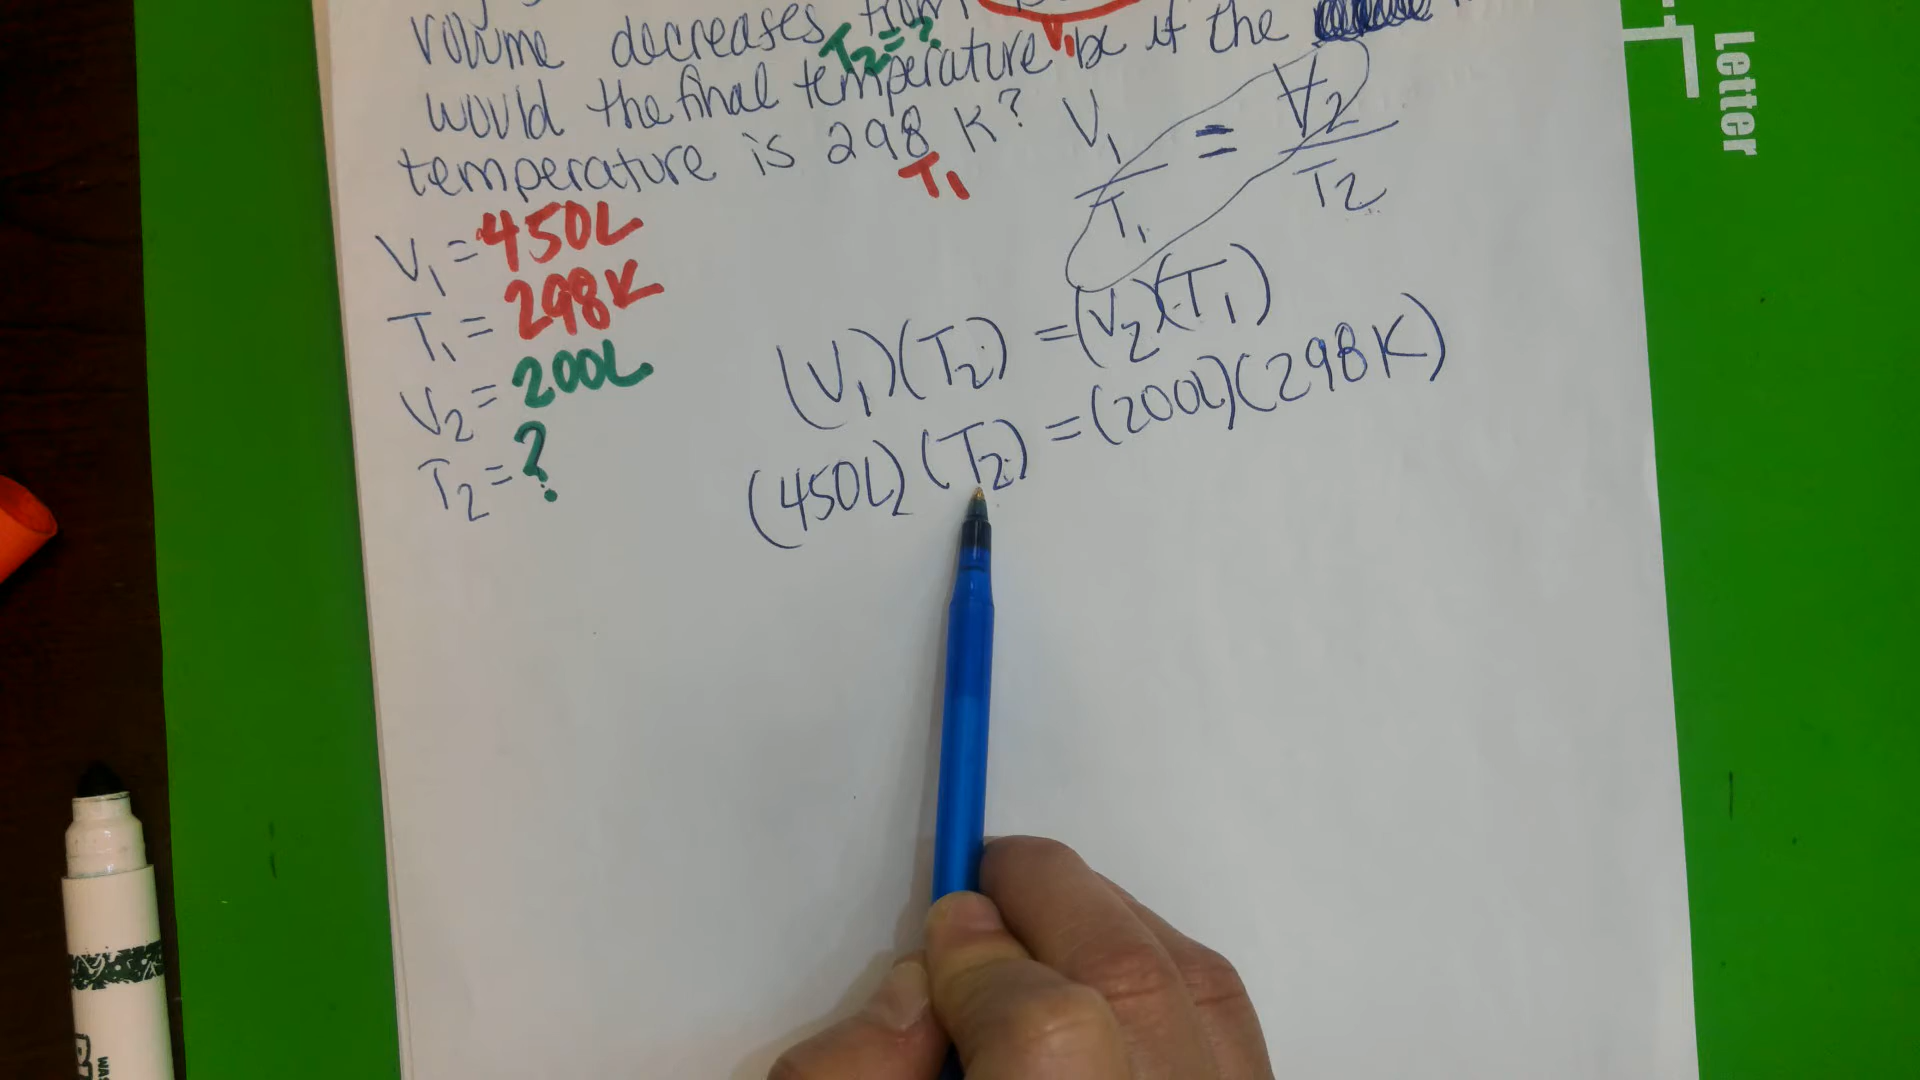 volume decreases from
T2=?
V1
would the final temperature be if the
temperature is 298 K?
T1
V1 / T1 = V2 / T2
V1 = 450L
T1 = 298K
V2 = 200L
T2 = ?
(V1)(T2) = (V2)(T1)
(450L)(T2) = (200L)(298K)
Letter